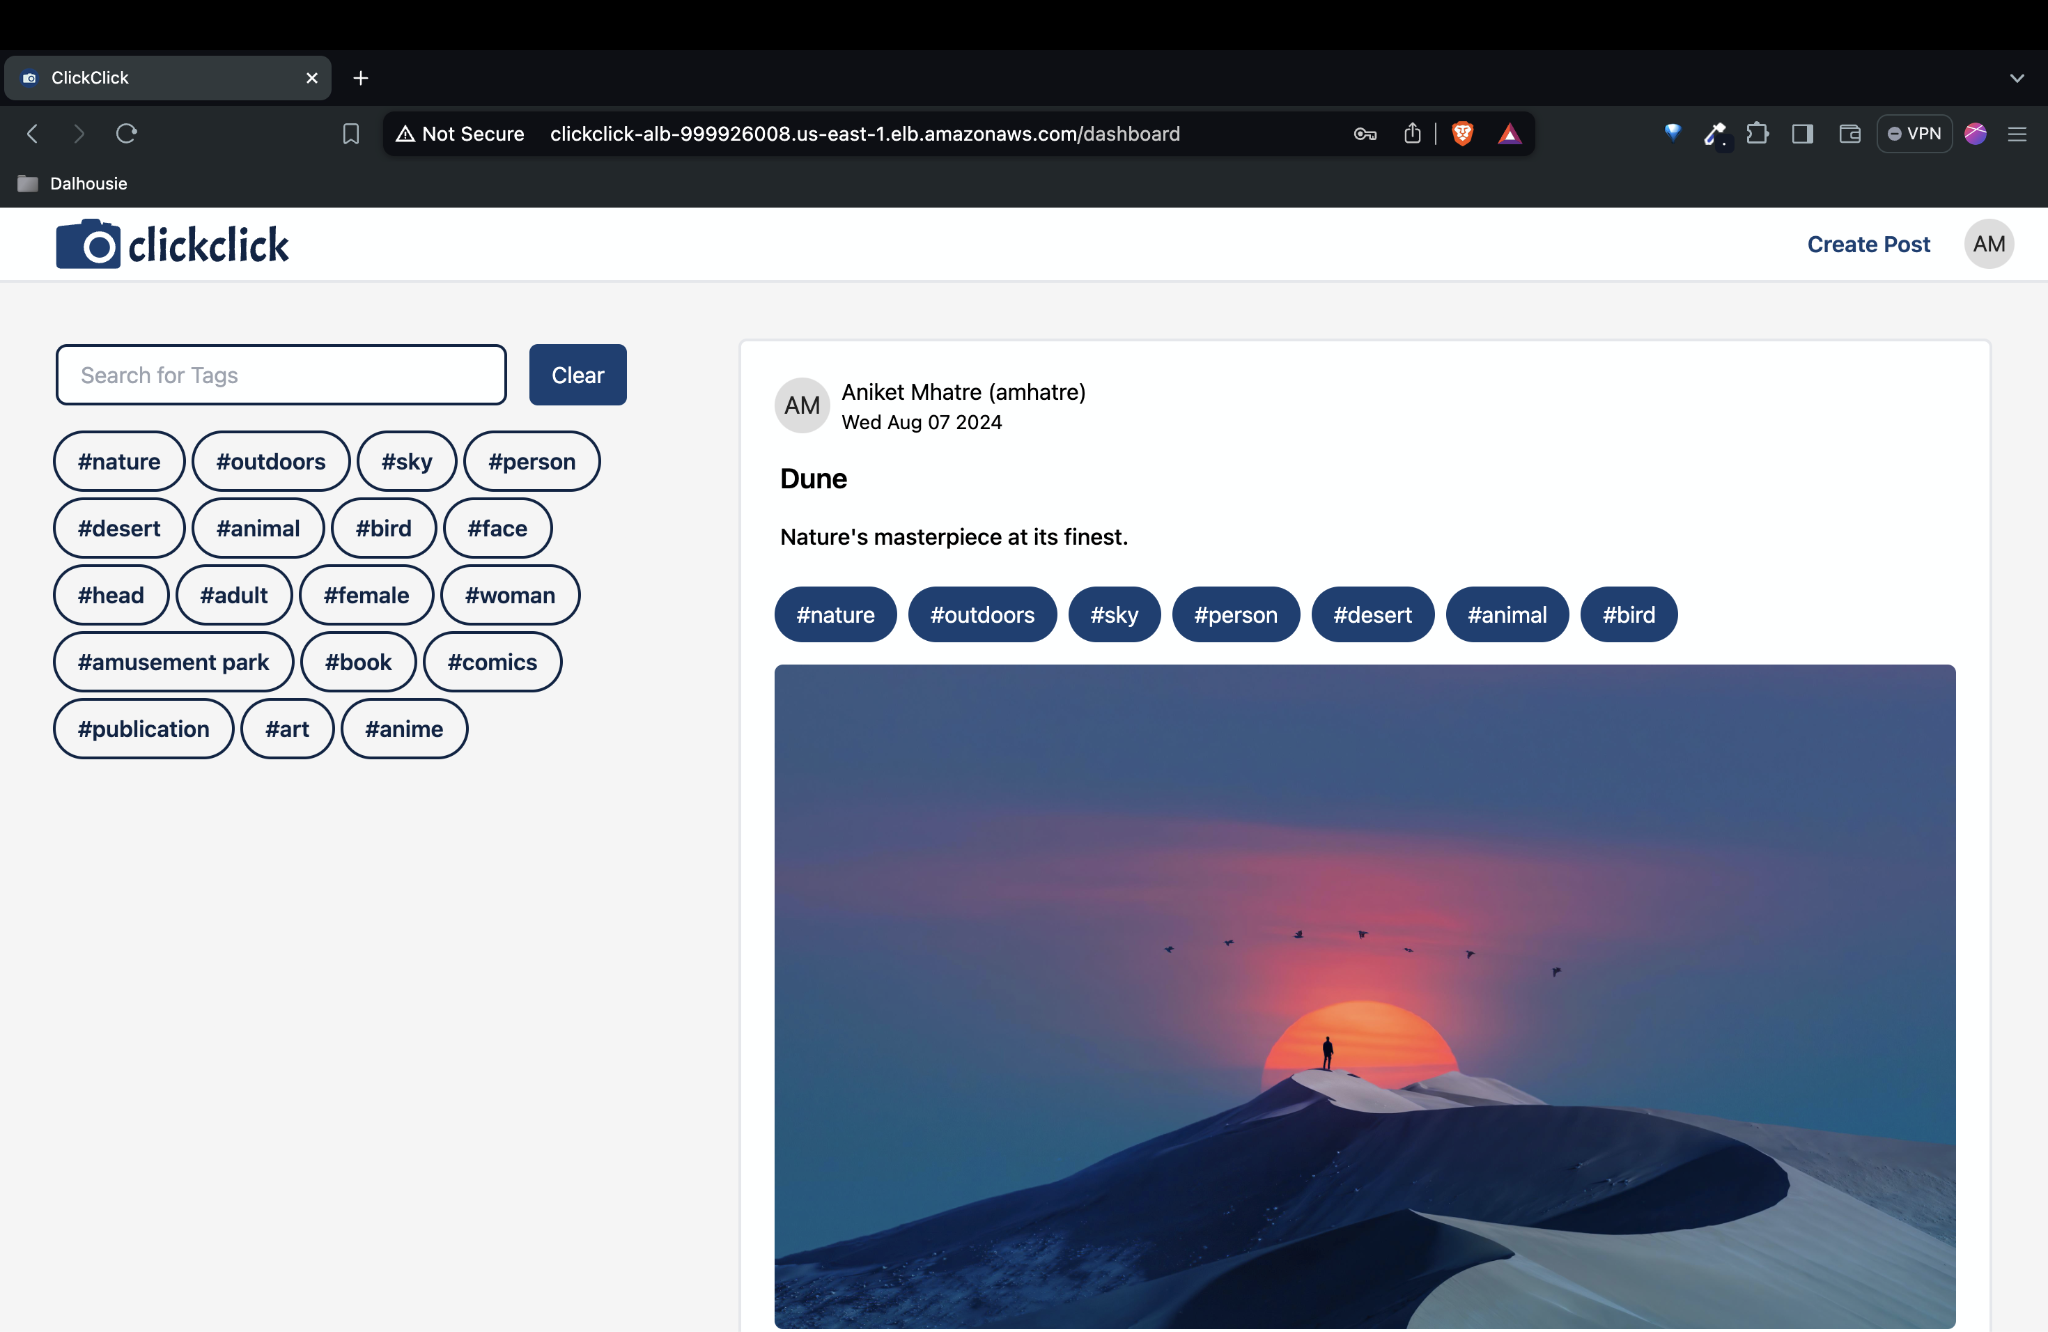 ClickClick
Not Secure clickclick-alb-999926008.us-east-1.elb.amazonaws.com/dashboard
VPN
Dalhousie
clickclick
Create Post AM
Search for Tags Clear
#nature #outdoors #sky #person
#desert #animal #bird #face
#head #adult #female #woman
#amusement park #book #comics
#publication #art #anime
AM
Aniket Mhatre (amhatre)
Wed Aug 07 2024
Dune
Nature's masterpiece at its finest.
#nature #outdoors #sky #person #desert #animal #bird